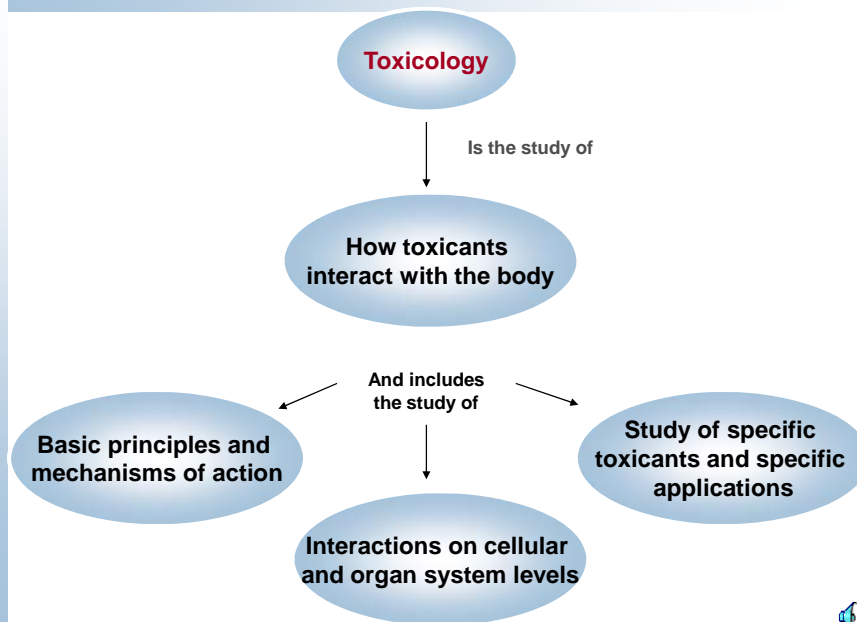 Toxicology
Is the study of
How toxicants
interact with the body
And includes
the study of
Basic principles and
mechanisms of action
Study of specific
toxicants and specific
applications
Interactions on cellular
and organ system levels